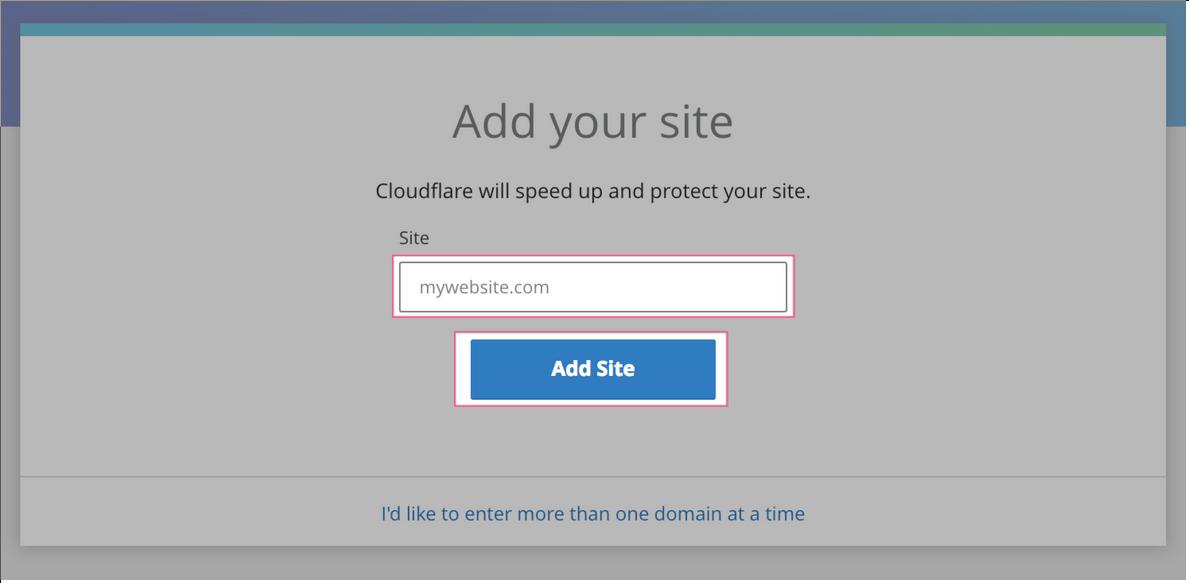 Add your site
Cloudflare will speed up and protect your site.
Site
mywebsite.com
Add Site
I'd like to enter more than one domain at a time